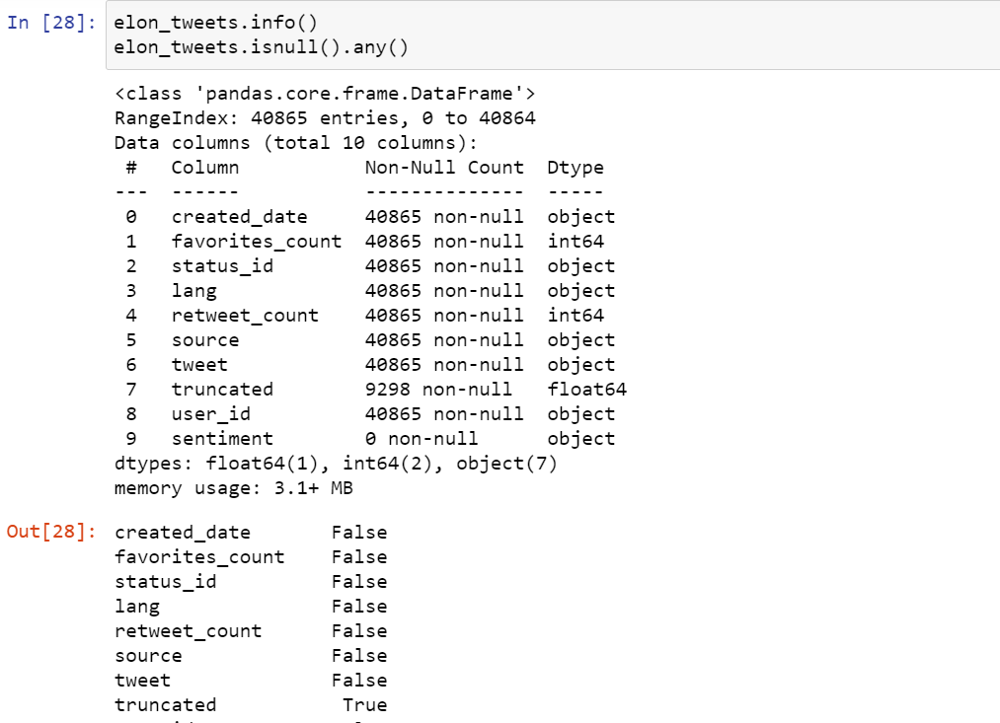 In [28]: elon_tweets.info()
elon_tweets.isnull().any()
<class 'pandas.core.frame.DataFrame'>
RangeIndex: 40865 entries, 0 to 40864
Data columns (total 10 columns):
# Column Non-Null Count Dtype
--- ------ -------------- -----
0 created_date 40865 non-null object
1 favorites_count 40865 non-null int64
2 status_id 40865 non-null object
3 lang 40865 non-null object
4 retweet_count 40865 non-null int64
5 source 40865 non-null object
6 tweet 40865 non-null object
7 truncated 9298 non-null float64
8 user_id 40865 non-null object
9 sentiment 0 non-null object
dtypes: float64(1), int64(2), object(7)
memory usage: 3.1+ MB
Out[28]: created_date False
favorites_count False
status_id False
lang False
retweet_count False
source False
tweet False
truncated True